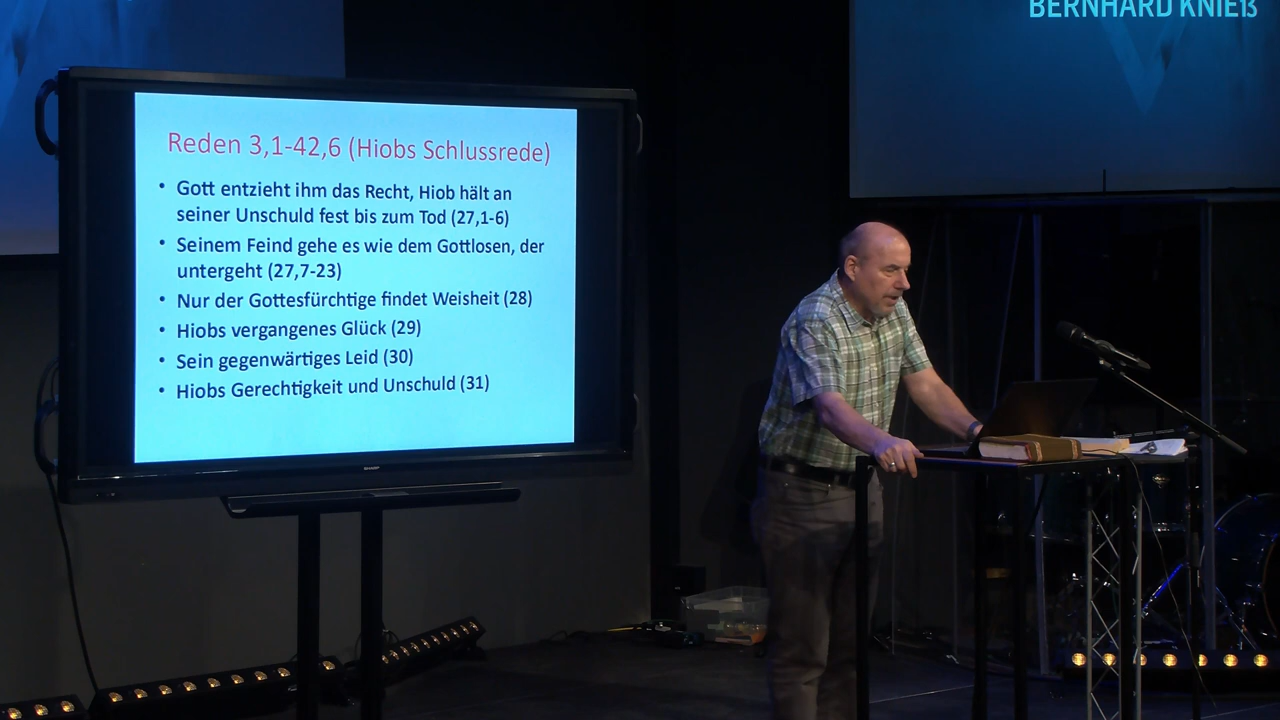 BERNHARD KNIE13
Reden 3,1-42,6 (Hiobs Schlussrede)
• Gott entzieht ihm das Recht, Hiob hält an
seiner Unschuld fest bis zum Tod (27,1-6)
• Seinem Feind gehe es wie dem Gottlosen, der
untergeht (27,7-23)
• Nur der Gottesfürchtige findet Weisheit (28)
• Hiobs vergangenes Glück (29)
• Sein gegenwärtiges Leid (30)
• Hiobs Gerechtigkeit und Unschuld (31)
SHARP